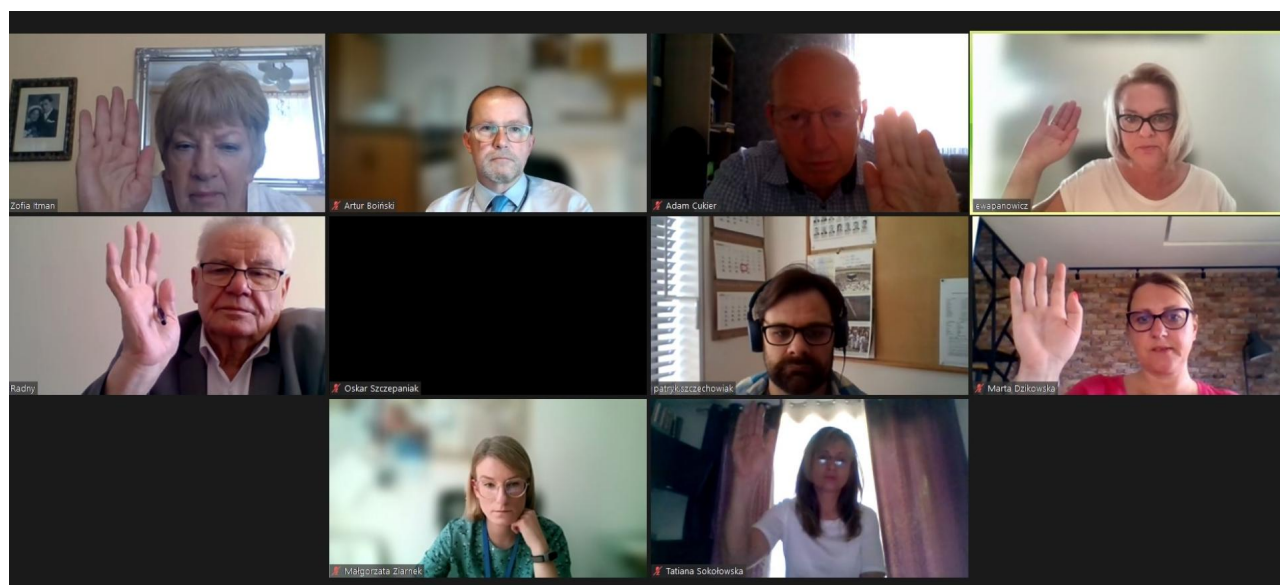 Zofia Itman
Artur Boiński
Adam Cukier
ewapanowicz
Radny
Oskar Szczepaniak
patryk.szczechowiak
Marta Dzikowska
Małgorzata Ziarnek
Tatiana Sokołowska